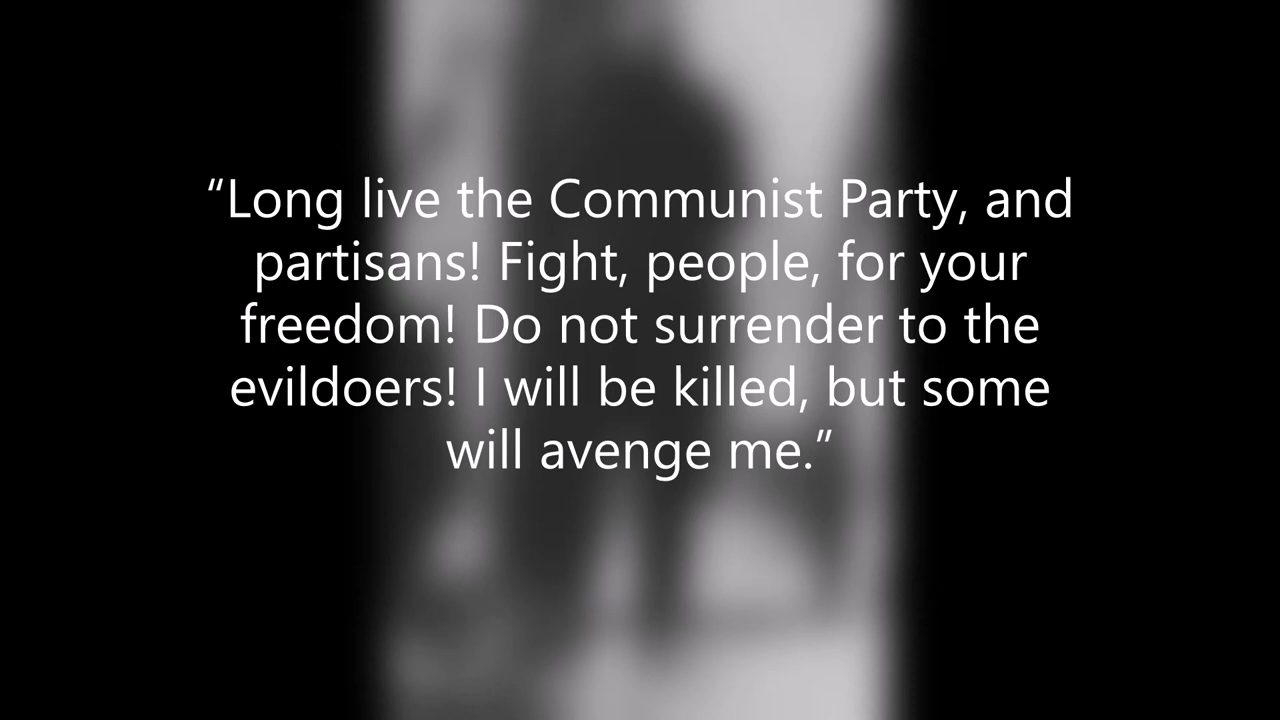 “Long live the Communist Party, and
partisans! Fight, people, for your
freedom! Do not surrender to the
evildoers! I will be killed, but some
will avenge me.”